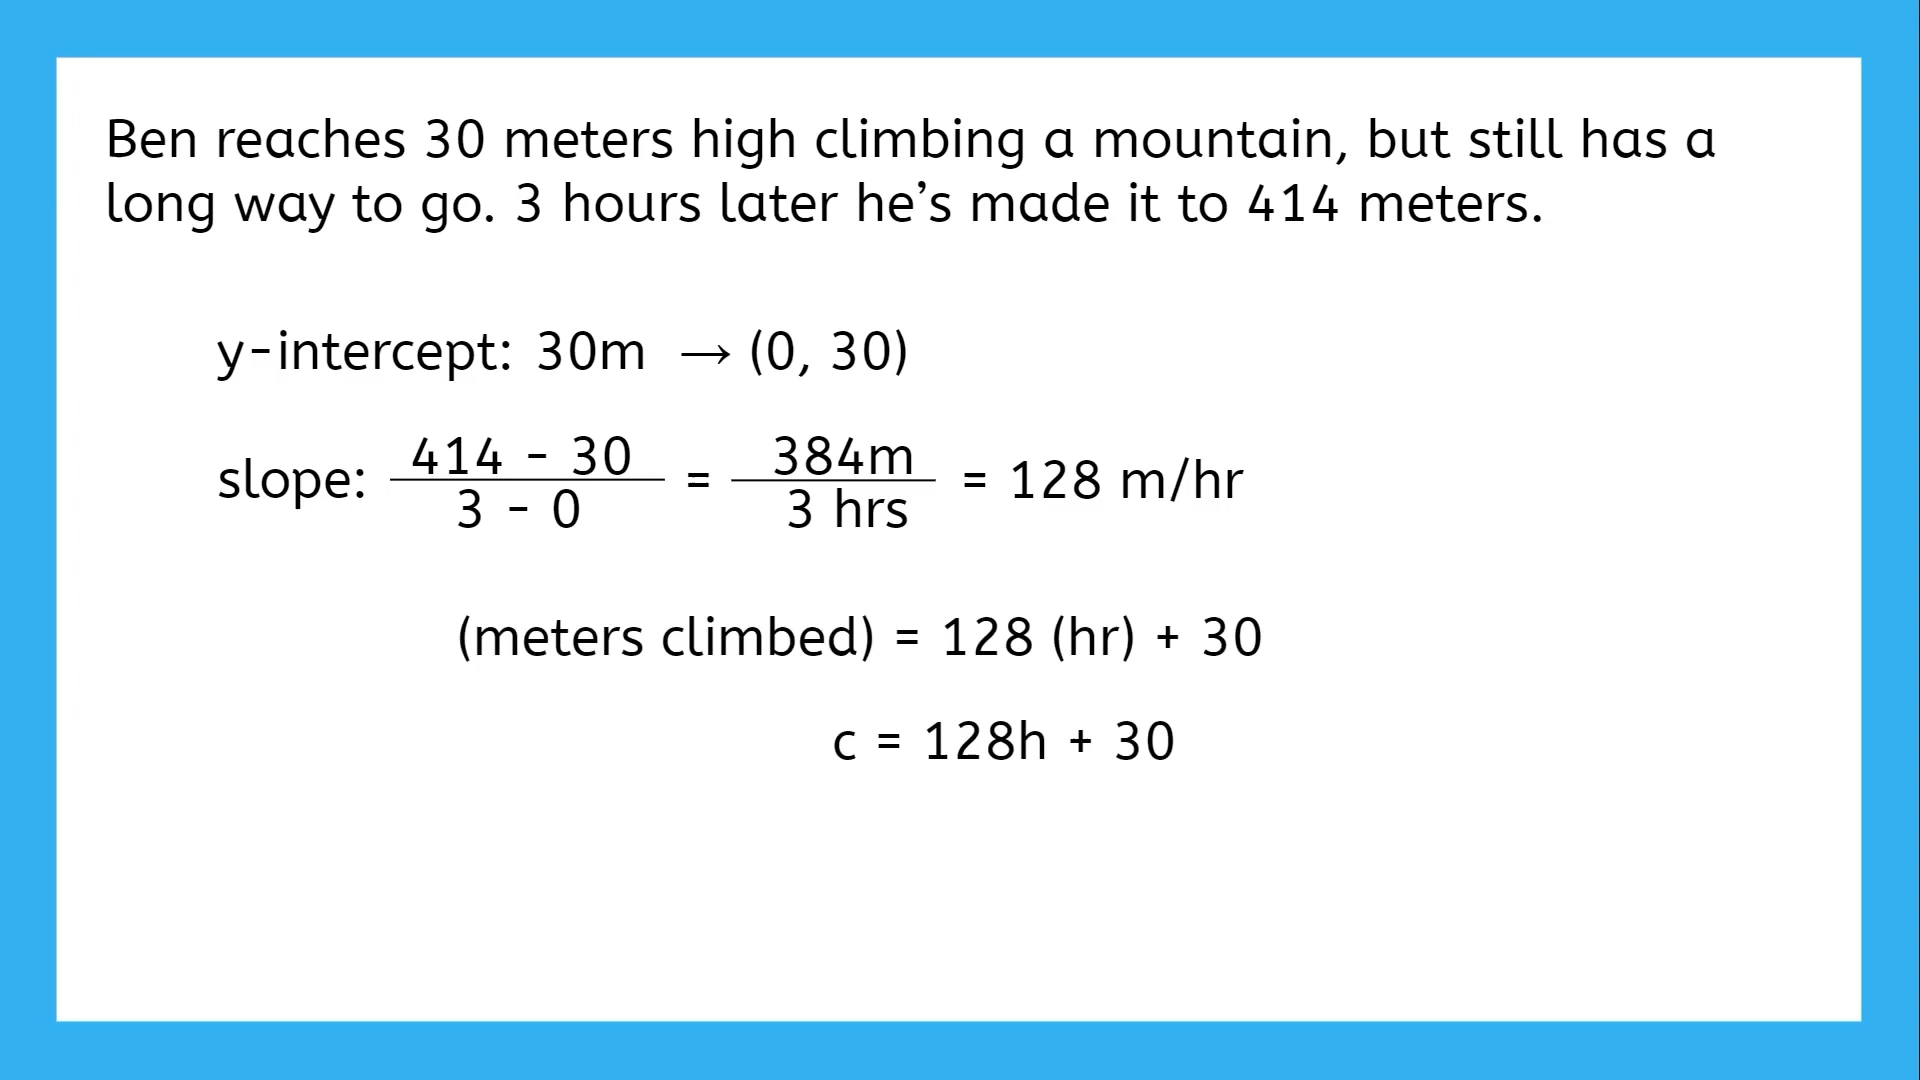 Ben reaches 30 meters high climbing a mountain, but still has a
long way to go. 3 hours later he’s made it to 414 meters.
y-intercept: 30m → (0, 30)
slope: 414 - 30 / 3 - 0 = 384m / 3 hrs = 128 m/hr
(meters climbed) = 128 (hr) + 30
c = 128h + 30